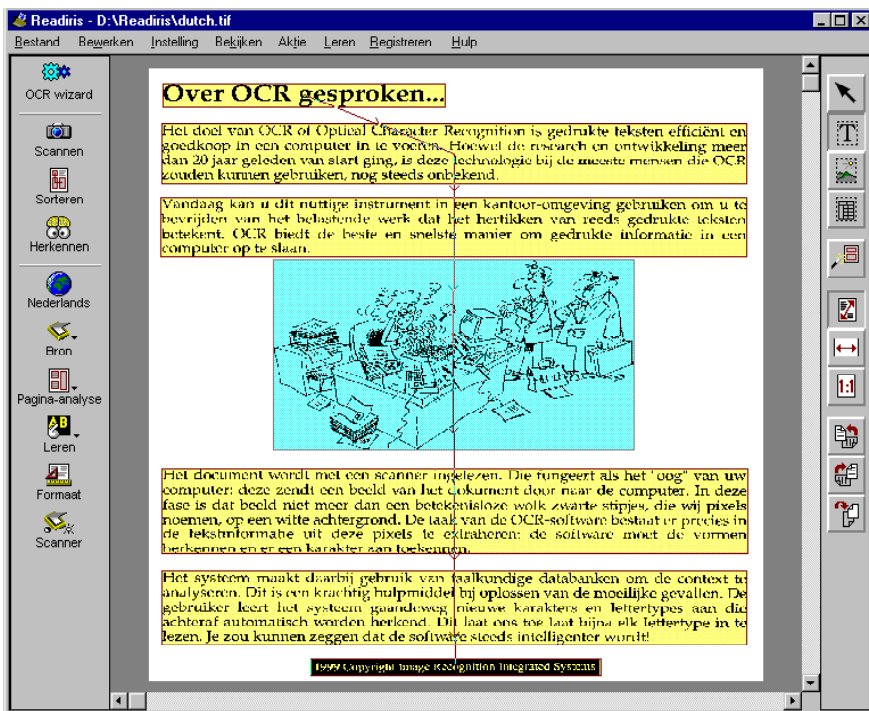 Readiris - D:\Readiris\dutch.tif
Bestand Bewerken Instelling Bekijken Aktie Leren Registreren Hulp
OCR wizard
Scannen
Sorteren
Herkennen
Nederlands
Bron
Pagina-analyse
Leren
Formaat
Scanner
Over OCR gesproken...
Het doel van OCR of Optical Character Recognition is gedrukte teksten efficiënt en
goedkoop in een computer in te voeren. Hoewel de research en ontwikkeling meer
dan 20 jaar geleden van start ging, is deze technologie bij de meeste mensen die OCR
zouden kunnen gebruiken, nog steeds onbekend.
Vandaag kan u dit nuttige instrument in een kantoor-omgeving gebruiken om u te
bevrijden van het belastende werk dat het hertikken van reeds gedrukte teksten
betekent. OCR biedt de beste en snelste manier om gedrukte informatie in een
computer op te slaan.
Het document wordt met een scanner ingelezen. Die fungeert als het "oog" van uw
computer: deze zendt een beeld van het dokument door naar de computer. In deze
fase is dat beeld niet meer dan een betekenisloze wolk zwarte stipjes, die wij pixels
noemen, op een witte achtergrond. De taak van de OCR-software bestaat er precies in
de tekstinformatie uit deze pixels te extraheren: de software moet de vormen
herkennen en er een karakter aan toekennen.
Het systeem maakt daarbij gebruik van taalkundige databanken om de context te
analyseren. Dit is een krachtig hulpmiddel bij oplossen van de moeilijke gevallen. De
gebruiker leert het systeem gaandeweg nieuwe karakters en lettertypes aan die
achteraf automatisch worden herkend. Dit laat ons toe laat bijna elk lettertype in te
lezen. Je zou kunnen zeggen dat de software steeds intelligenter wordt!
1999 Copyright Image Recognition Integrated Systems
1:1